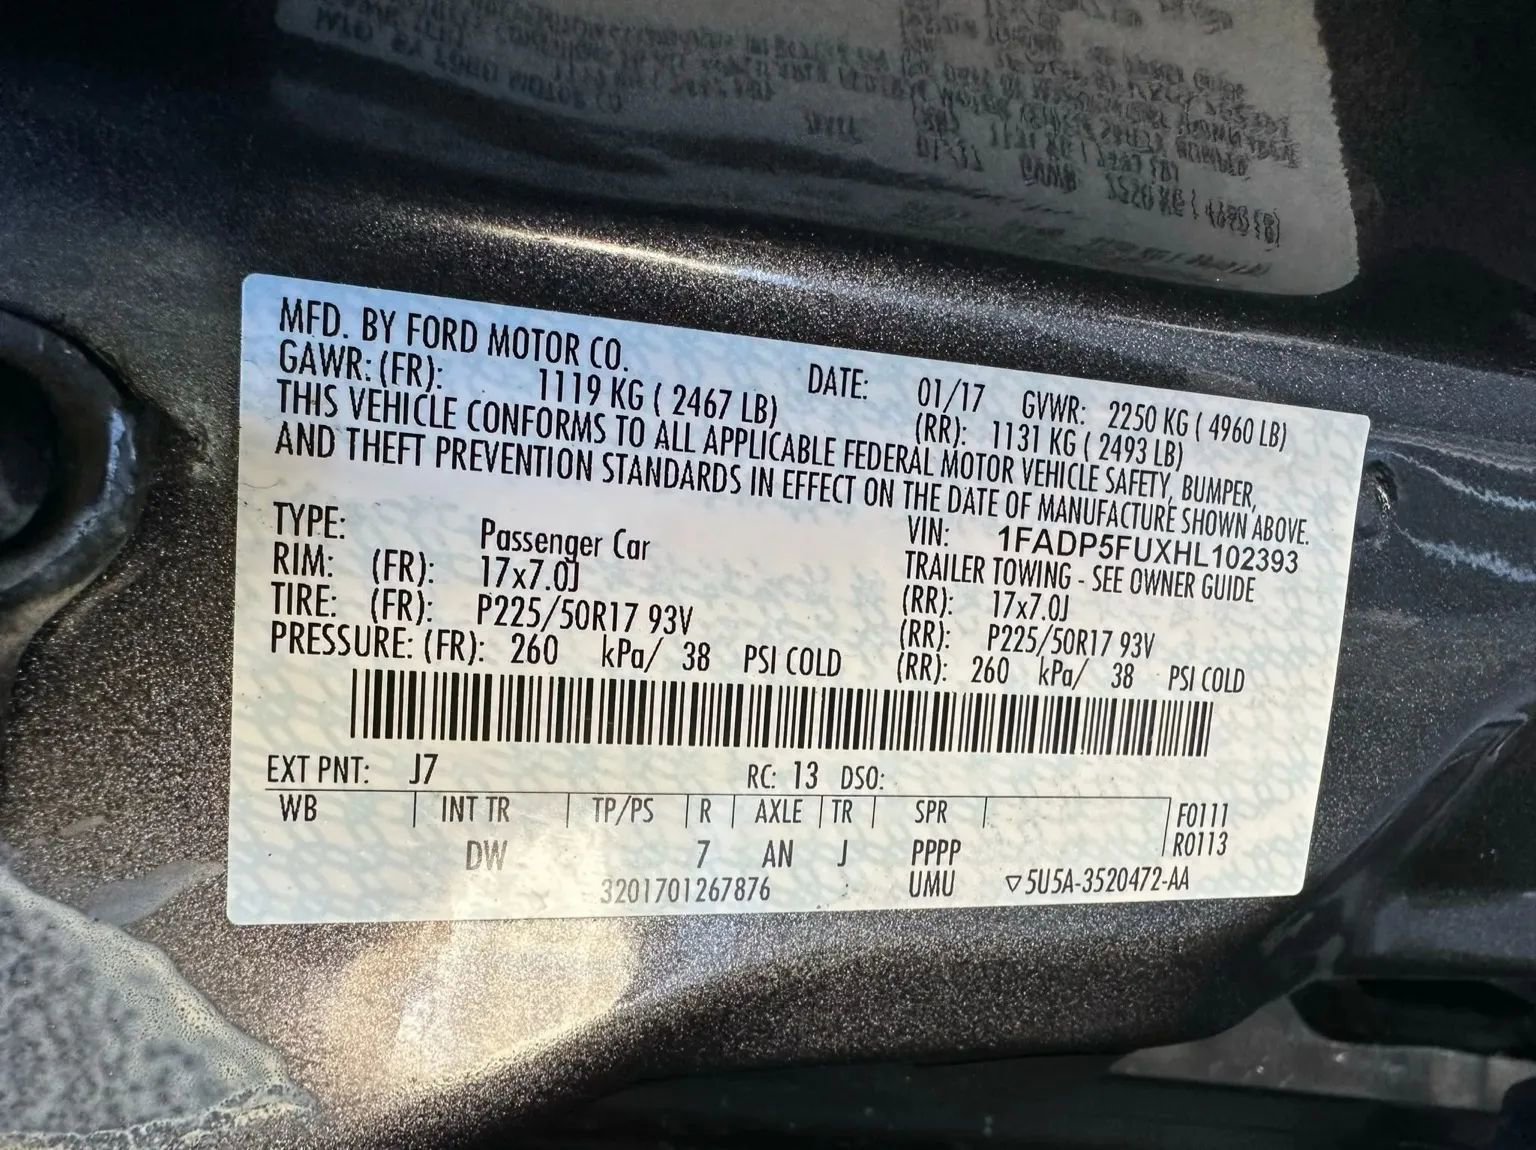 MFD. BY FORD MOTOR CO. DATE: 01/17 GVWR: 2250 KG ( 4960 LB)
GAWR: (FR): 1119 KG ( 2467 LB) (RR): 1131 KG ( 2493 LB)
THIS VEHICLE CONFORMS TO ALL APPLICABLE FEDERAL MOTOR VEHICLE SAFETY, BUMPER,
AND THEFT PREVENTION STANDARDS IN EFFECT ON THE DATE OF MANUFACTURE SHOWN ABOVE.
VIN: 1FADP5FUXHL102393
TYPE: Passenger Car TRAILER TOWING - SEE OWNER GUIDE
RIM: (FR): 17x7.0J (RR): 17x7.0J
TIRE: (FR): P225/50R17 93V (RR): P225/50R17 93V
PRESSURE: (FR): 260 kPa/ 38 PSI COLD (RR): 260 kPa/ 38 PSI COLD
EXT PNT: J7 RC: 13 DSO:
WB INT TR TP/PS R AXLE TR SPR F0111
R0113
DW 7 AN J PPPP
3201701267876 UMU ▽5U5A-3520472-AA